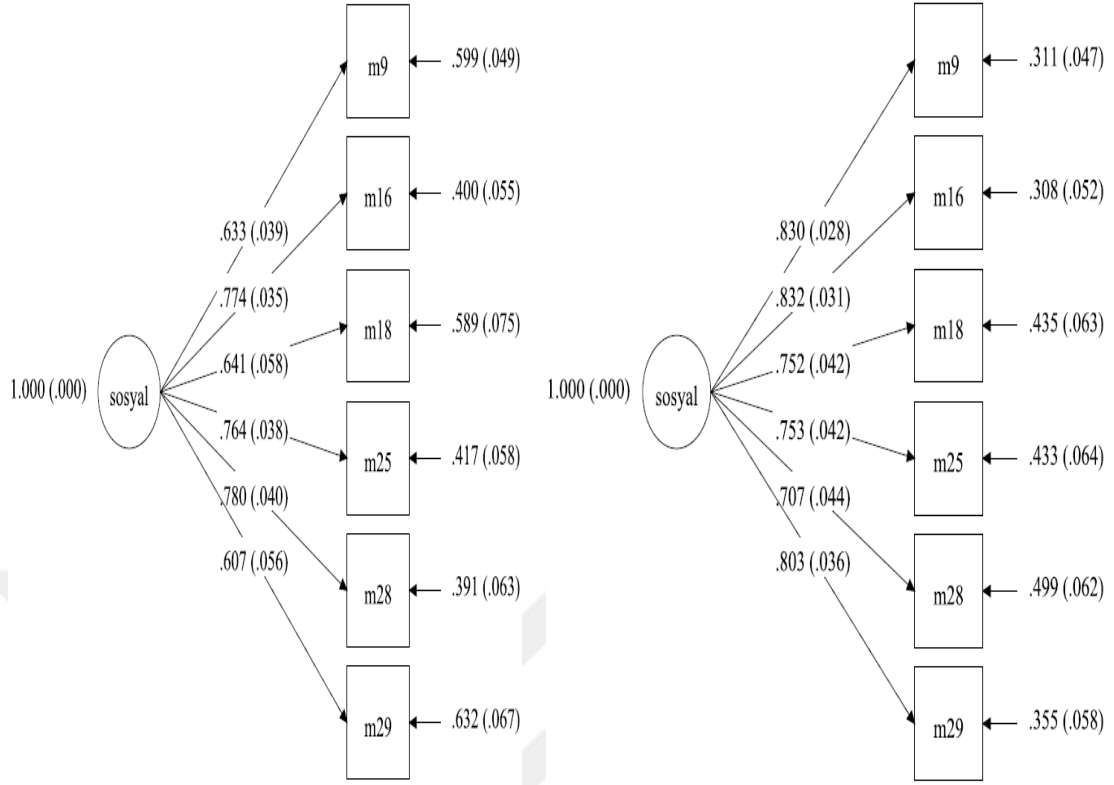 m9
.599 (.049)
m16
.400 (.055)
.633 (.039)
.774 (.035)
m18
.589 (.075)
.641 (.058)
1.000 (.000)
sosyal
.764 (.038)
m25
.417 (.058)
.780 (.040)
.607 (.056)
m28
.391 (.063)
m29
.632 (.067)
m9
.311 (.047)
m16
.308 (.052)
.830 (.028)
.832 (.031)
m18
.435 (.063)
.752 (.042)
1.000 (.000)
sosyal
.753 (.042)
m25
.433 (.064)
.707 (.044)
.803 (.036)
m28
.499 (.062)
m29
.355 (.058)